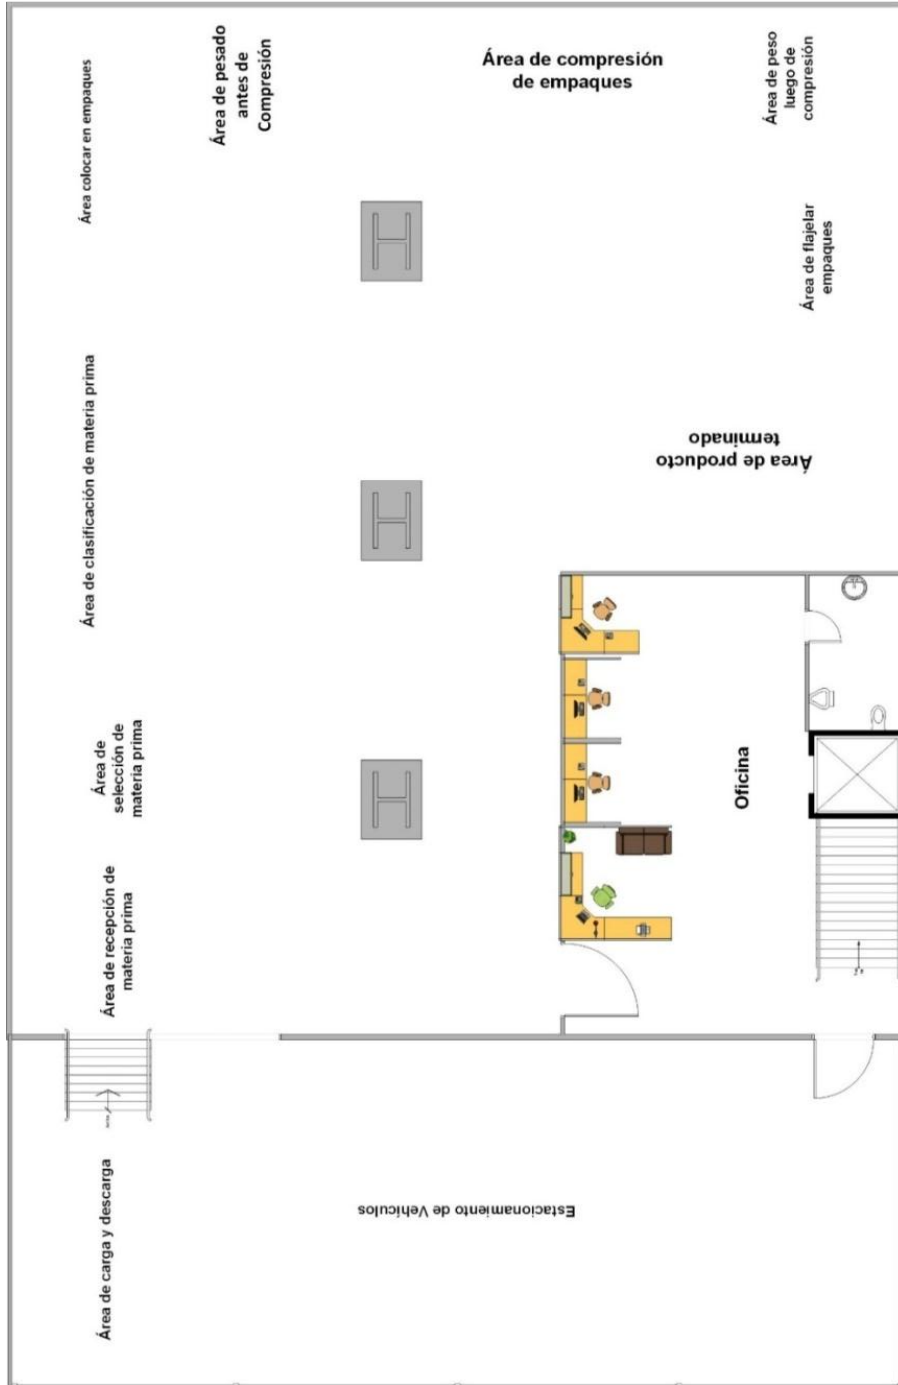 Área colocar en empaques
Área de pesado
antes de
Compresión
Área de compresión
de empaques
Área de peso
luego de
compresión
Área de flajelar
empaques
Área de clasificación de materia prima
Área de producto
terminado
Área de
selección de
materia prima
Oficina
Área de recepción de
materia prima
Área de carga y descarga
Estacionamiento de Vehículos